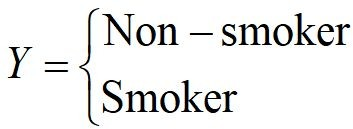 Y = { Non – smoker
Smoker